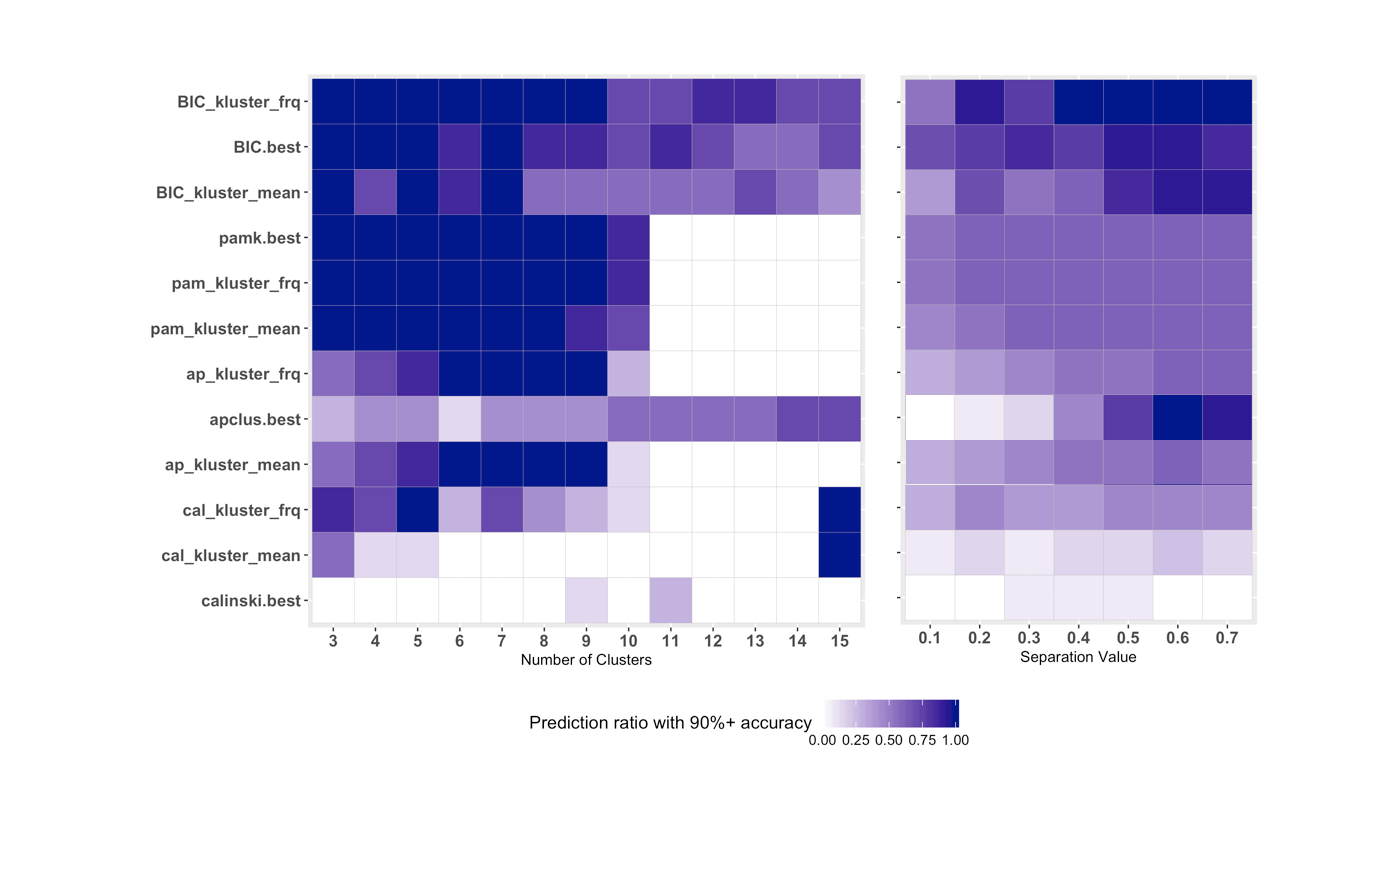 BIC_kluster_frq
BIC.best
BIC_kluster_mean
pamk.best
pam_kluster_frq
pam_kluster_mean
ap_kluster_frq
apclus.best
ap_kluster_mean
cal_kluster_frq
cal_kluster_mean
calinski.best
3 4 5 6 7 8 9 10 11 12 13 14 15
Number of Clusters
0.1 0.2 0.3 0.4 0.5 0.6 0.7
Separation Value
Prediction ratio with 90%+ accuracy
0.00 0.25 0.50 0.75 1.00